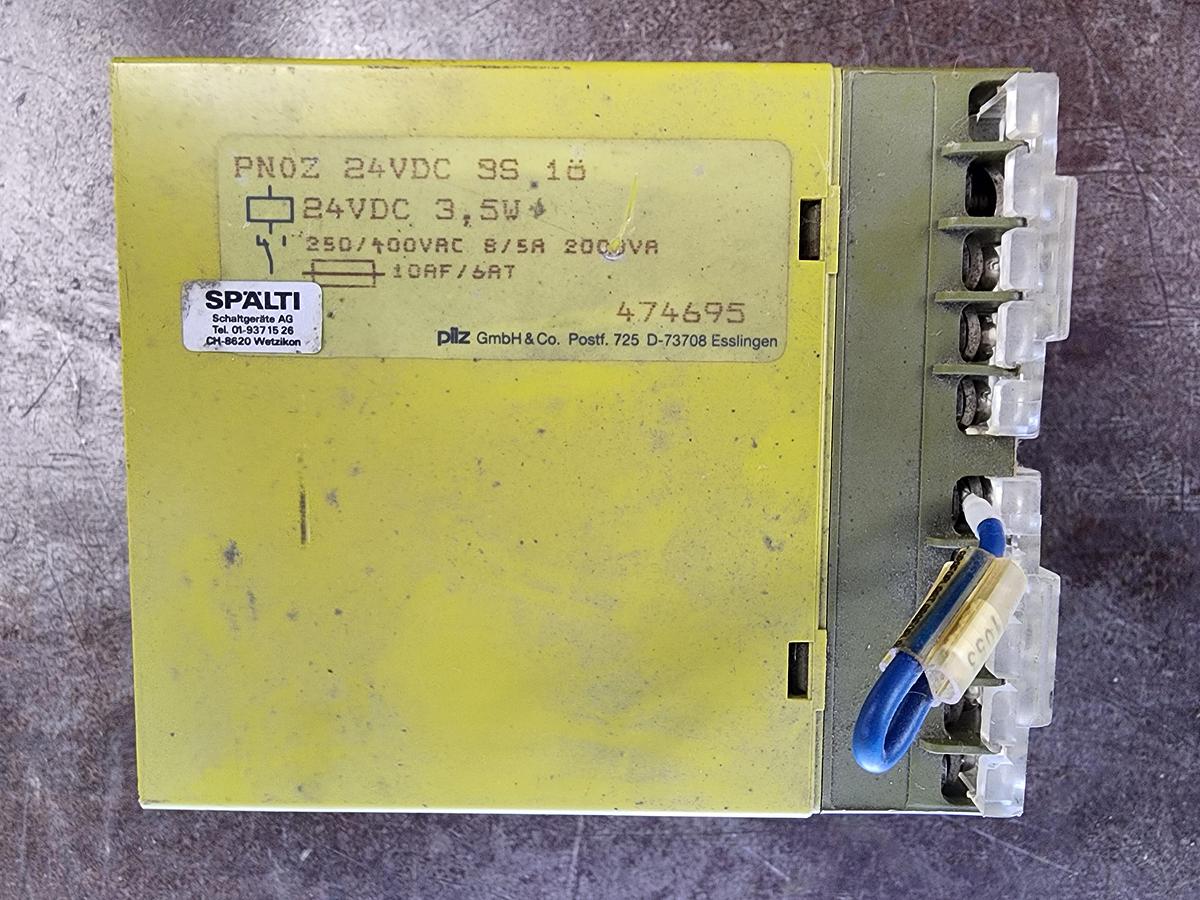 PNOZ 24VDC 3S 1Ö
24VDC 3,5W
250/400VAC 8/5A 2000VA
10AF/6AT
474695
pilz GmbH & Co. Postf. 725 D-73708 Esslingen
SPÄLTI
Schaltgeräte AG
Tel. 01-937 15 26
CH-8620 Wetzikon